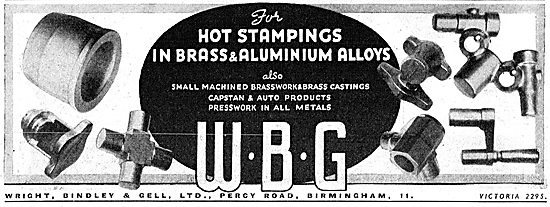 For
HOT STAMPINGS
IN BRASS & ALUMINIUM ALLOYS
also
SMALL MACHINED BRASSWORK & BRASS CASTINGS
CAPSTAN & AUTO PRODUCTS
PRESSWORK IN ALL METALS
W·B·G
WRIGHT, BINDLEY & GELL, LTD., PERCY ROAD, BIRMINGHAM, 11. VICTORIA 2295.